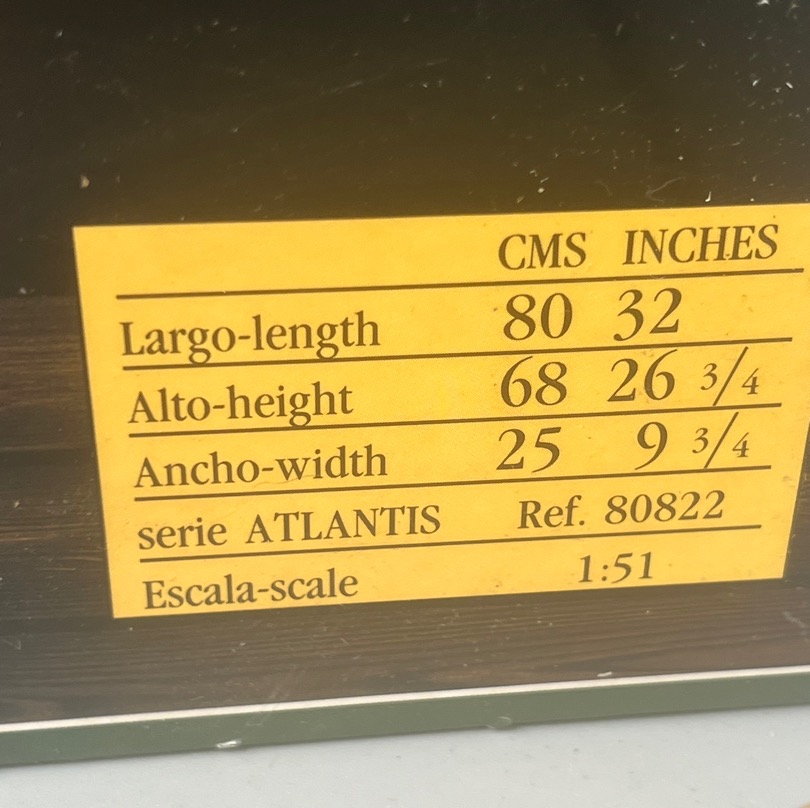 CMS INCHES
Largo-length 80 32
Alto-height 68 26 3/4
Ancho-width 25 9 3/4
serie ATLANTIS Ref. 80822
Escala-scale 1:51